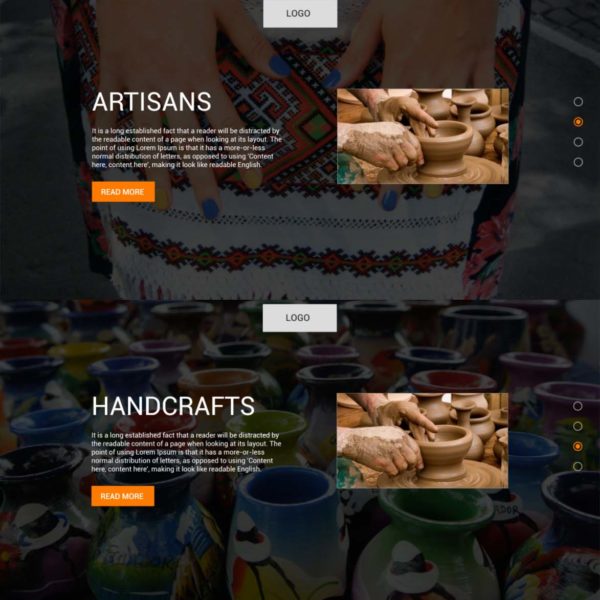 LOGO
ARTISANS
It is a long established fact that a reader will be distracted by
the readable content of a page when looking at its layout. The
point of using Lorem Ipsum is that it has a more-or-less
normal distribution of letters, as opposed to using 'Content
here, content here', making it look like readable English.
READ MORE
LOGO
HANDCRAFTS
It is a long established fact that a reader will be distracted by
the readable content of a page when looking at its layout. The
point of using Lorem Ipsum is that it has a more-or-less
normal distribution of letters, as opposed to using 'Content
here, content here', making it look like readable English.
READ MORE